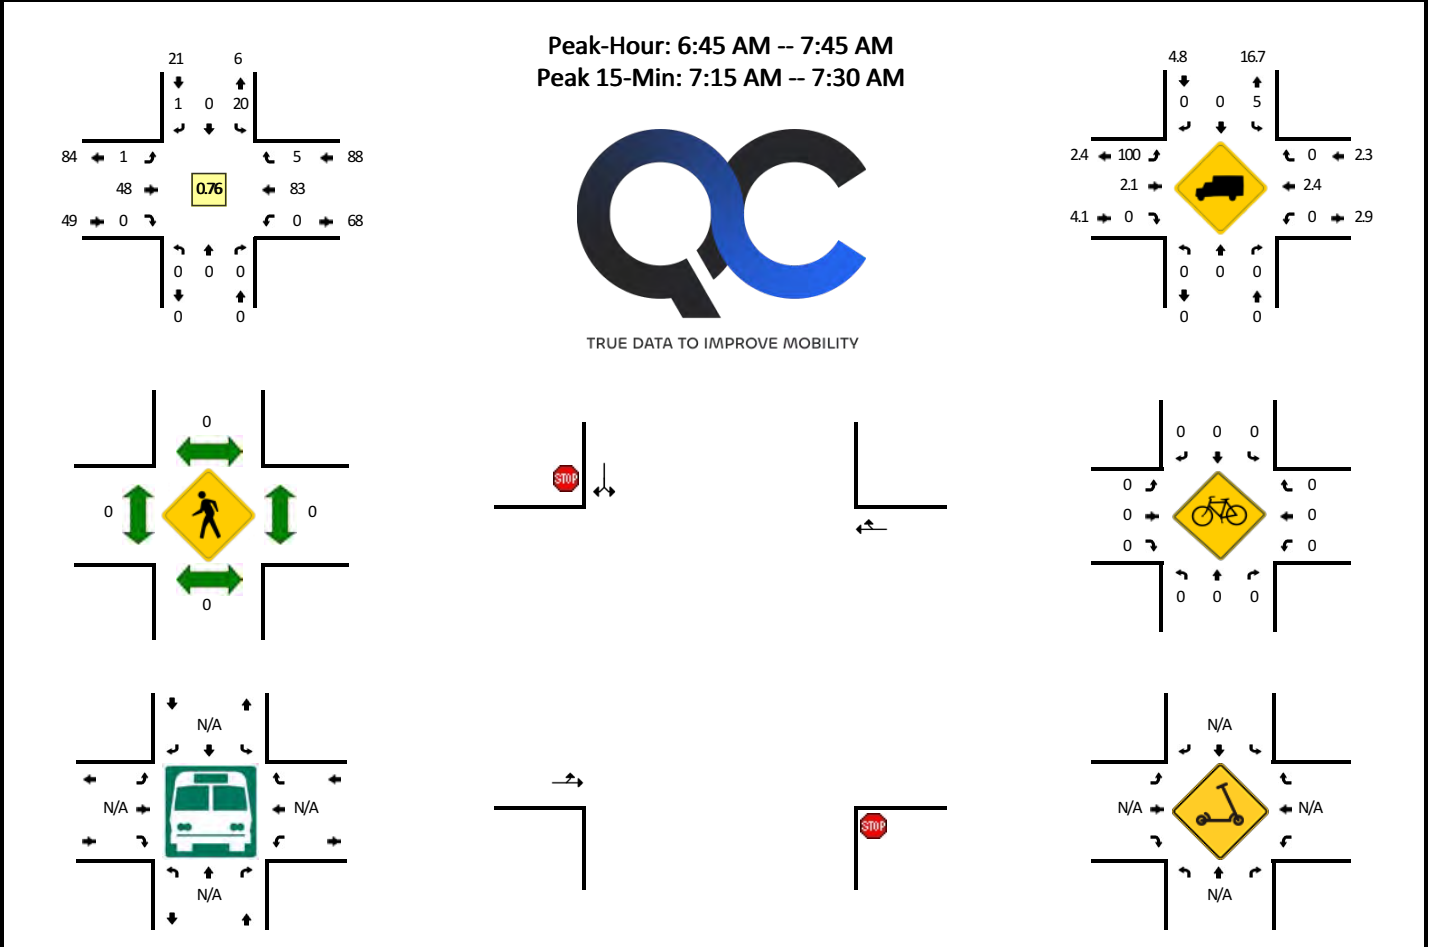 Peak-Hour: 6:45 AM -- 7:45 AM
Peak 15-Min: 7:15 AM -- 7:30 AM
21 6
1 0 20
84 1 5 88
48 0.76 83
49 0 0 68
0 0 0
0 0
4.8 16.7
0 0 5
2.4 100 0 2.3
2.1 2.4
4.1 0 0 2.9
0 0 0
0 0
QC
TRUE DATA TO IMPROVE MOBILITY
0
0 0
0
STOP
STOP
0 0 0
0 0
0 0
0 0
0 0 0
N/A
N/A N/A
N/A
N/A
N/A N/A
N/A